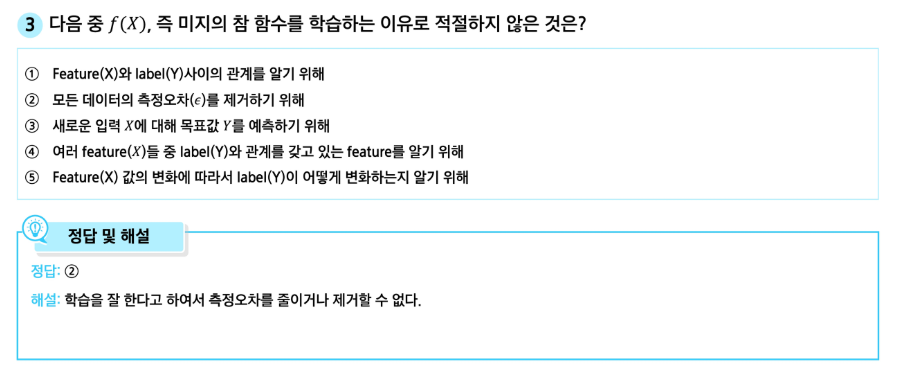 3 다음 중 f(X), 즉 미지의 참 함수를 학습하는 이유로 적절하지 않은 것은?
① Feature(X)와 label(Y)사이의 관계를 알기 위해
② 모든 데이터의 측정오차(ϵ)를 제거하기 위해
③ 새로운 입력 X에 대해 목표값 Y를 예측하기 위해
④ 여러 feature(X)들 중 label(Y)와 관계를 갖고 있는 feature를 알기 위해
⑤ Feature(X) 값의 변화에 따라서 label(Y)이 어떻게 변화하는지 알기 위해
정답 및 해설
정답: ②
해설: 학습을 잘 한다고 하여서 측정오차를 줄이거나 제거할 수 없다.